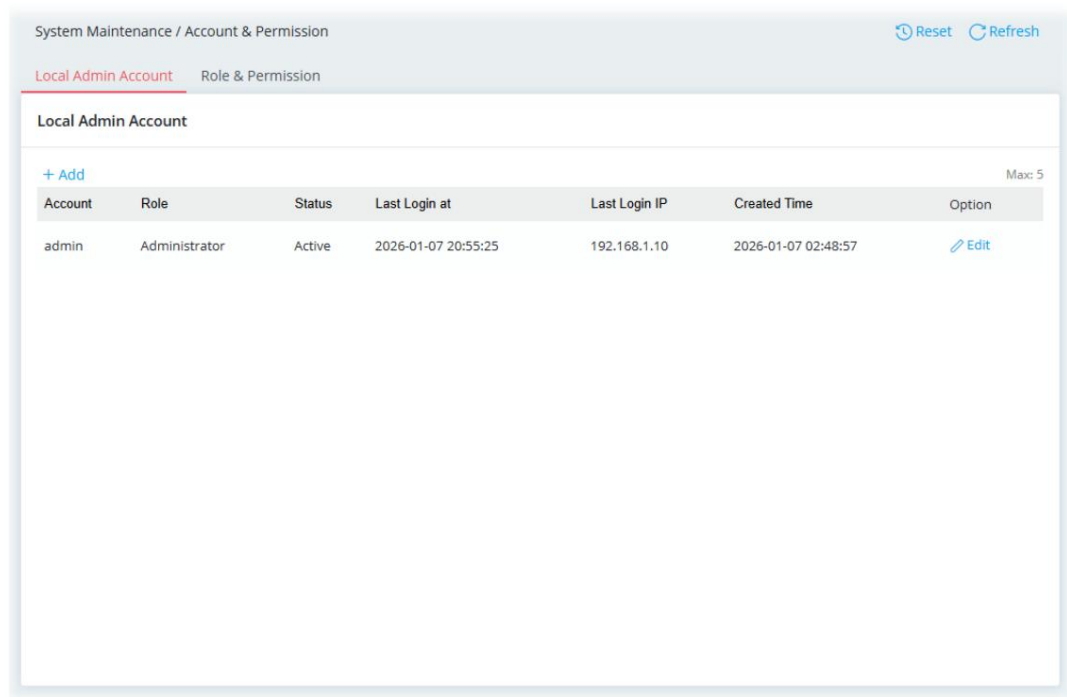 System Maintenance / Account & Permission Reset Refresh
Local Admin Account Role & Permission
Local Admin Account
+ Add Max: 5
Account Role Status Last Login at Last Login IP Created Time Option
admin Administrator Active 2026-01-07 20:55:25 192.168.1.10 2026-01-07 02:48:57 Edit